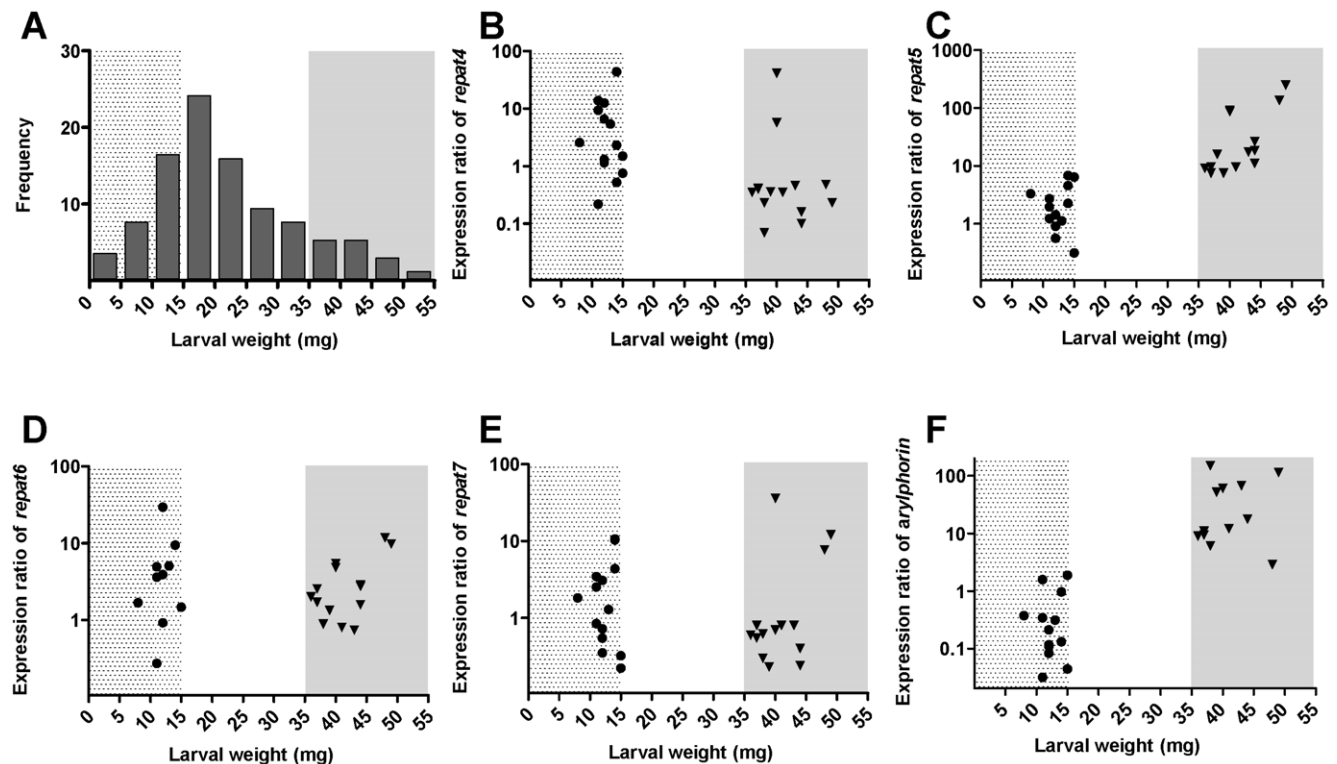 A
Frequency
30
20
10
0 5 10 15 20 25 30 35 40 45 50 55
Larval weight (mg)
B
Expression ratio of repat4
100
10
1
0.1
0 5 10 15 20 25 30 35 40 45 50 55
Larval weight (mg)
C
Expression ratio of repat5
1000
100
10
1
0 5 10 15 20 25 30 35 40 45 50 55
Larval weight (mg)
D
Expression ratio of repat6
100
10
1
0 5 10 15 20 25 30 35 40 45 50 55
Larval weight (mg)
E
Expression ratio of repat7
100
10
1
0 5 10 15 20 25 30 35 40 45 50 55
Larval weight (mg)
F
Expression ratio of arylphorin
100
10
1
0.1
5 10 15 20 25 30 35 40 45 50 55
Larval weight (mg)